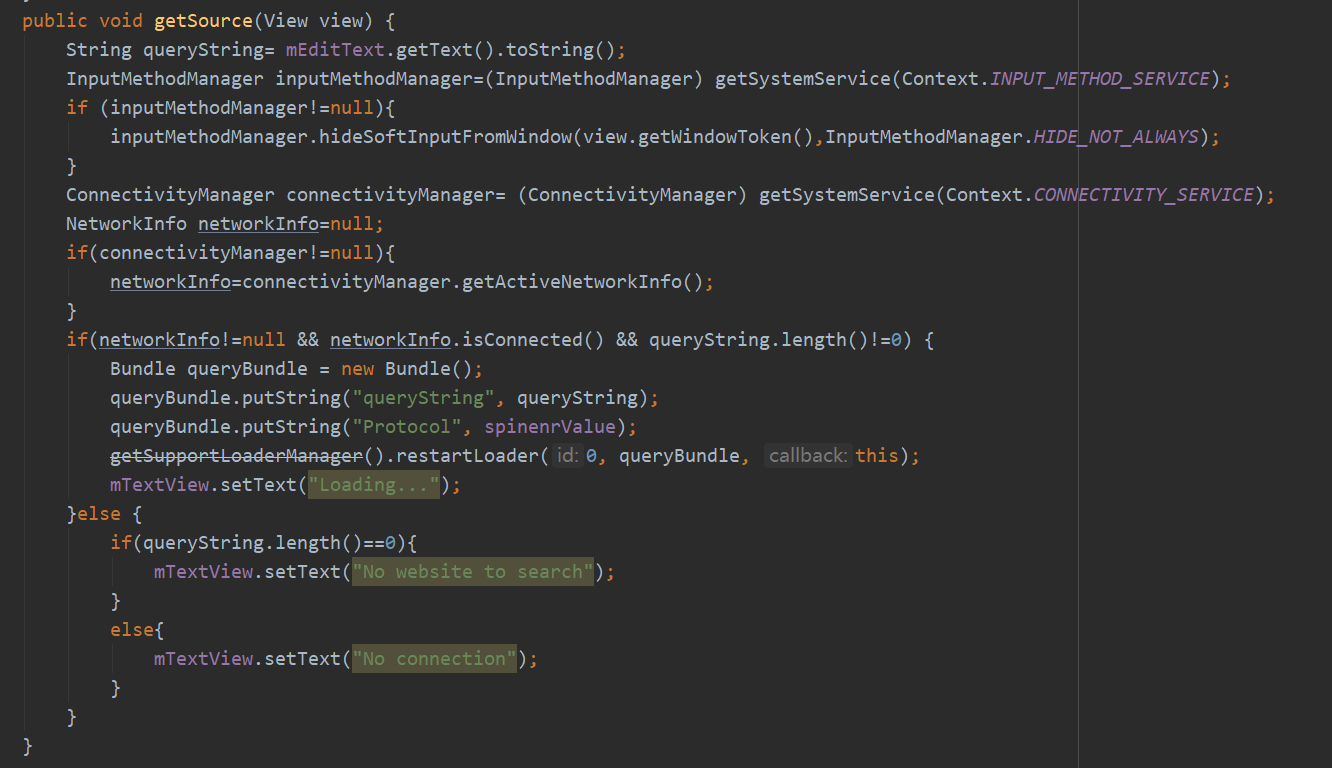 public void getSource(View view) {
    String queryString= mEditText.getText().toString();
    InputMethodManager inputMethodManager=(InputMethodManager) getSystemService(Context.INPUT_METHOD_SERVICE);
    if (inputMethodManager!=null){
        inputMethodManager.hideSoftInputFromWindow(view.getWindowToken(),InputMethodManager.HIDE_NOT_ALWAYS);
    }
    ConnectivityManager connectivityManager= (ConnectivityManager) getSystemService(Context.CONNECTIVITY_SERVICE);
    NetworkInfo networkInfo=null;
    if(connectivityManager!=null){
        networkInfo=connectivityManager.getActiveNetworkInfo();
    }
    if(networkInfo!=null && networkInfo.isConnected() && queryString.length()!=0) {
        Bundle queryBundle = new Bundle();
        queryBundle.putString("queryString", queryString);
        queryBundle.putString("Protocol", spinenrValue);
        getSupportLoaderManager().restartLoader( id: 0, queryBundle, callback: this);
        mTextView.setText("Loading...");
    }else {
        if(queryString.length()==0){
            mTextView.setText("No website to search");
        }
        else{
            mTextView.setText("No connection");
        }
    }
}